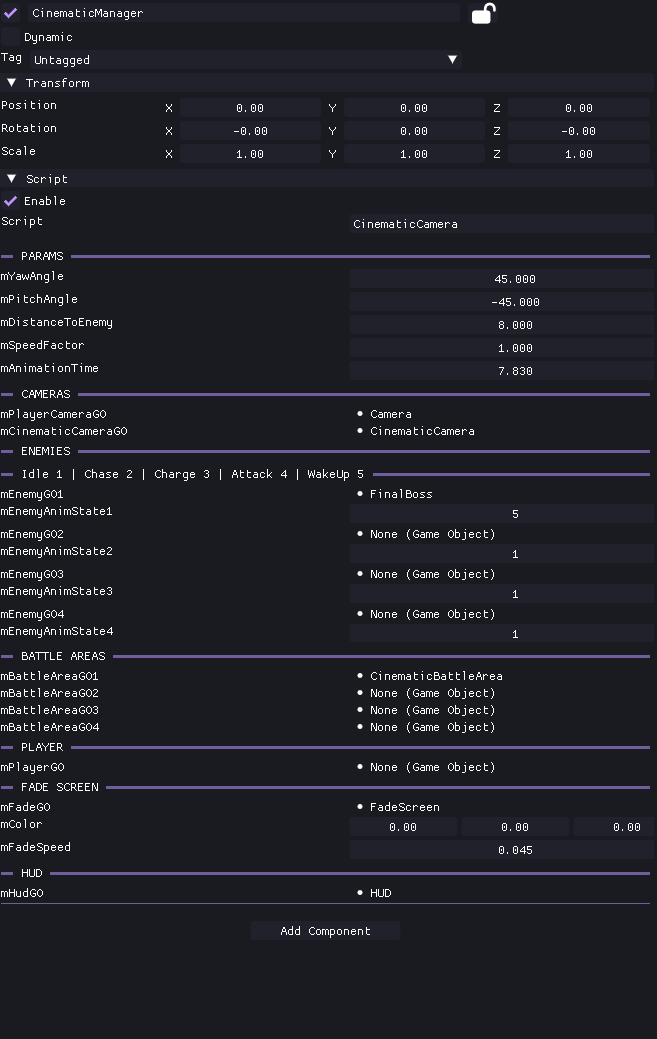 CinematicManager
Dynamic
Tag Untagged
Transform
Position X 0.00 Y 0.00 Z 0.00
Rotation X -0.00 Y 0.00 Z -0.00
Scale X 1.00 Y 1.00 Z 1.00
Script
Enable
Script CinematicCamera
PARAMS
mYawAngle 45.000
mPitchAngle -45.000
mDistanceToEnemy 8.000
mSpeedFactor 1.000
mAnimationTime 7.830
CAMERAS
mPlayerCameraGO Camera
mCinematicCameraGO CinematicCamera
ENEMIES
Idle 1 | Chase 2 | Charge 3 | Attack 4 | WakeUp 5
mEnemyGO1 FinalBoss
mEnemyAnimState1 5
mEnemyGO2 None (Game Object)
mEnemyAnimState2 1
mEnemyGO3 None (Game Object)
mEnemyAnimState3 1
mEnemyGO4 None (Game Object)
mEnemyAnimState4 1
BATTLE AREAS
mBattleAreaGO1 CinematicBattleArea
mBattleAreaGO2 None (Game Object)
mBattleAreaGO3 None (Game Object)
mBattleAreaGO4 None (Game Object)
PLAYER
mPlayerGO None (Game Object)
FADE SCREEN
mFadeGO FadeScreen
mColor 0.00 0.00 0.00
mFadeSpeed 0.045
HUD
mHudGO HUD
Add Component